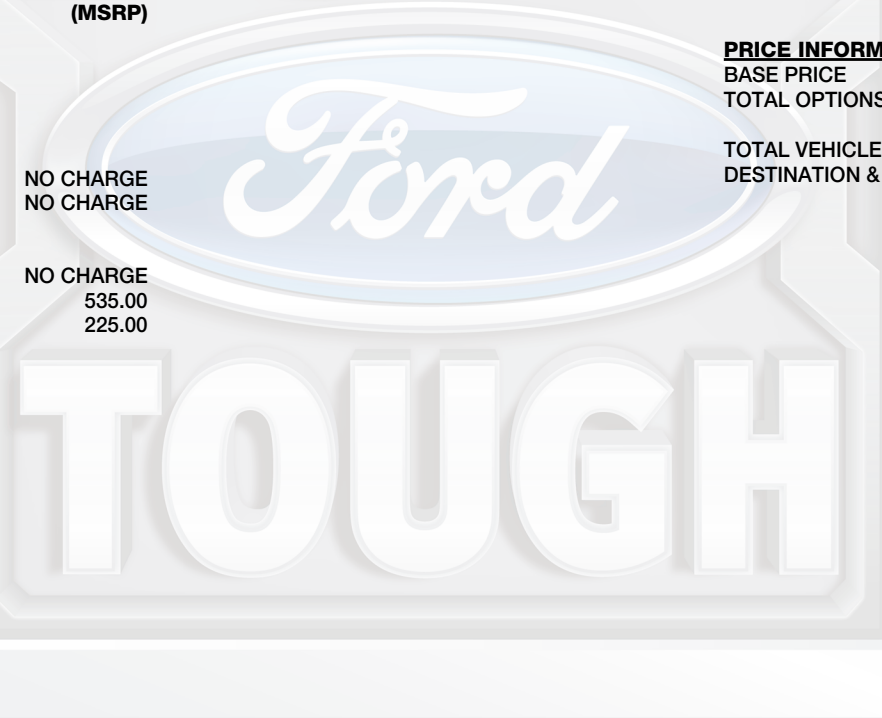 (MSRP)
NO CHARGE
NO CHARGE
NO CHARGE
535.00
225.00
PRICE INFORM
BASE PRICE
TOTAL OPTIONS
TOTAL VEHICLE
DESTINATION &
Ford
TOUGH